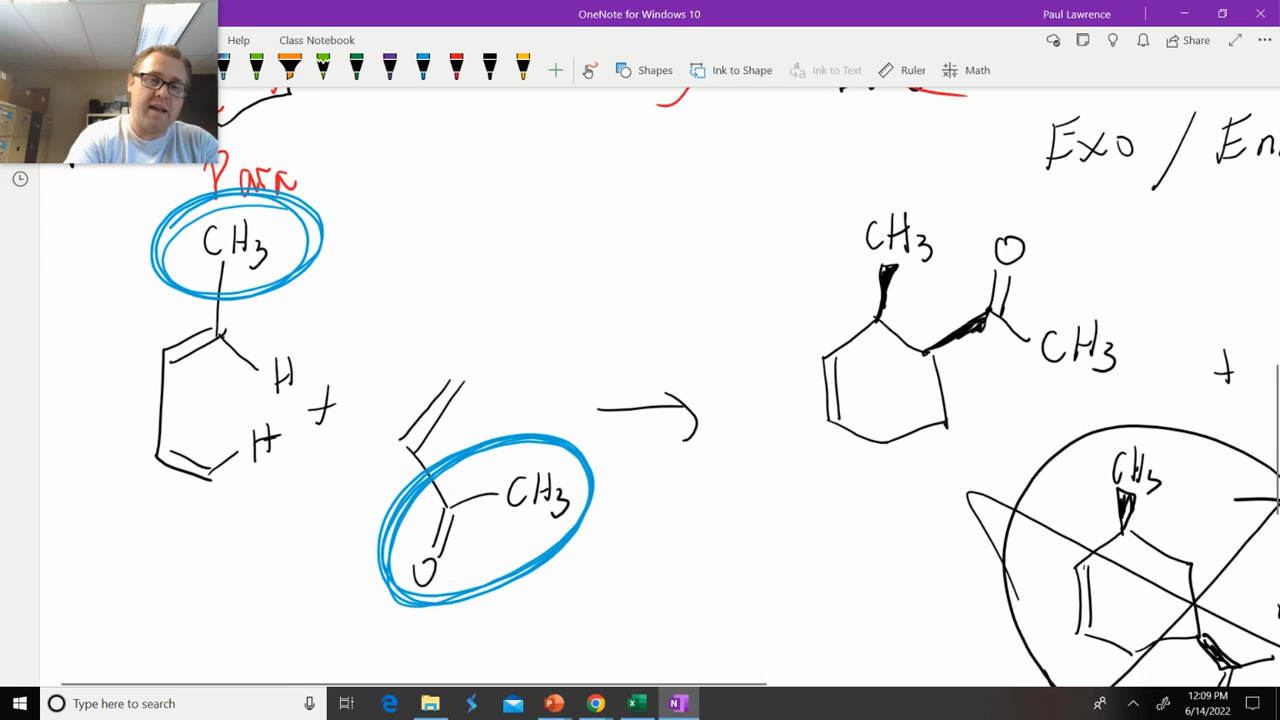 OneNote for Windows 10
Paul Lawrence
Help
Class Notebook
Share
Shapes
Ink to Shape
Ink to Text
Ruler
Math
Exo / En
Para
CH3
H
H
+
CH3
O
CH3
O
CH3
+
CH3
Type here to search
12:09 PM
6/14/2022